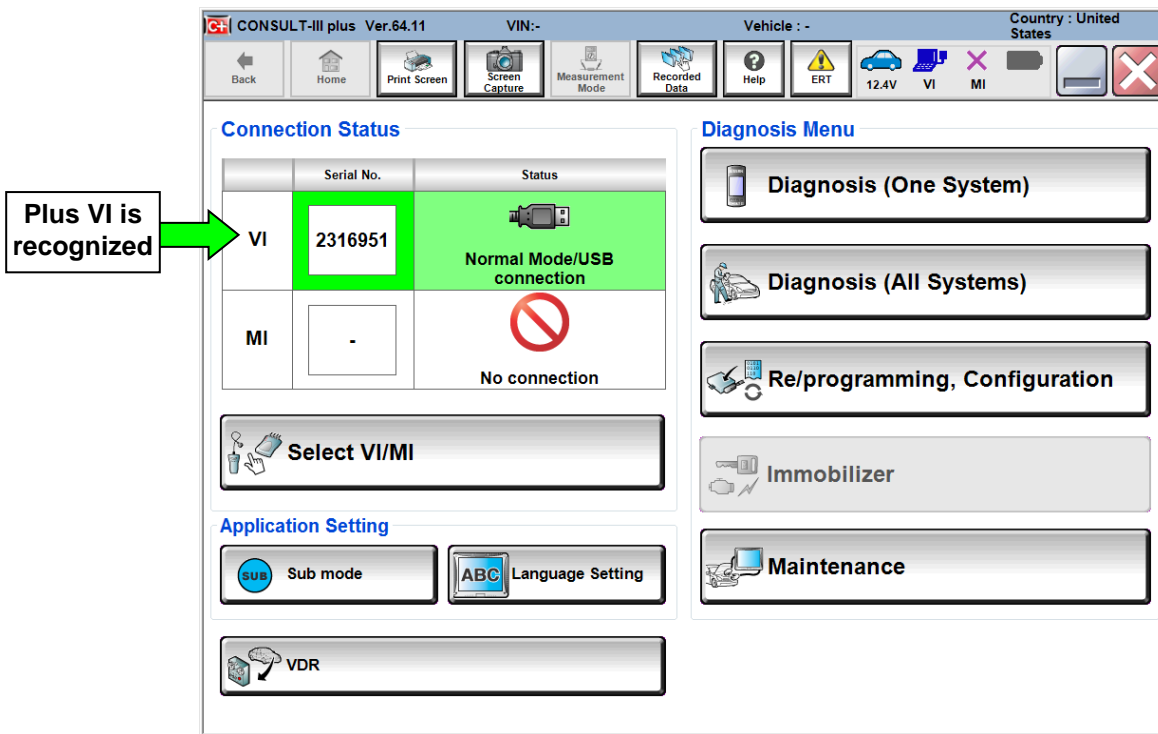 C+ CONSULT-III plus Ver.64.11 VIN:- Vehicle : - Country : United
States
Back Home Print Screen Screen
Capture Measurement
Mode Recorded
Data Help ERT 12.4V VI MI
Connection Status
Serial No. Status
Plus VI is
recognized
VI 2316951 Normal Mode/USB
connection
MI - No connection
Select VI/MI
Application Setting
SUB Sub mode ABC Language Setting
VDR
Diagnosis Menu
Diagnosis (One System)
Diagnosis (All Systems)
Re/programming, Configuration
Immobilizer
Maintenance